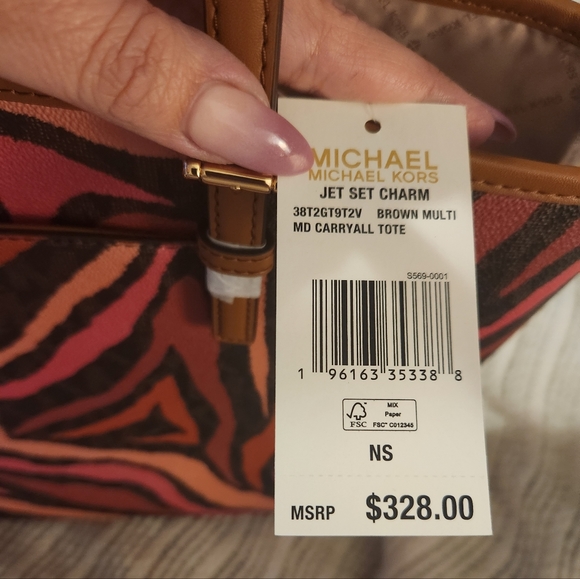 MICHAEL
MICHAEL KORS
JET SET CHARM
38T2GT9T2V BROWN MULTI
MD CARRYALL TOTE
S569-0001
1 96163 35338 8
FSC
MIX
Paper
FSC™ C012345
NS
MSRP $328.00